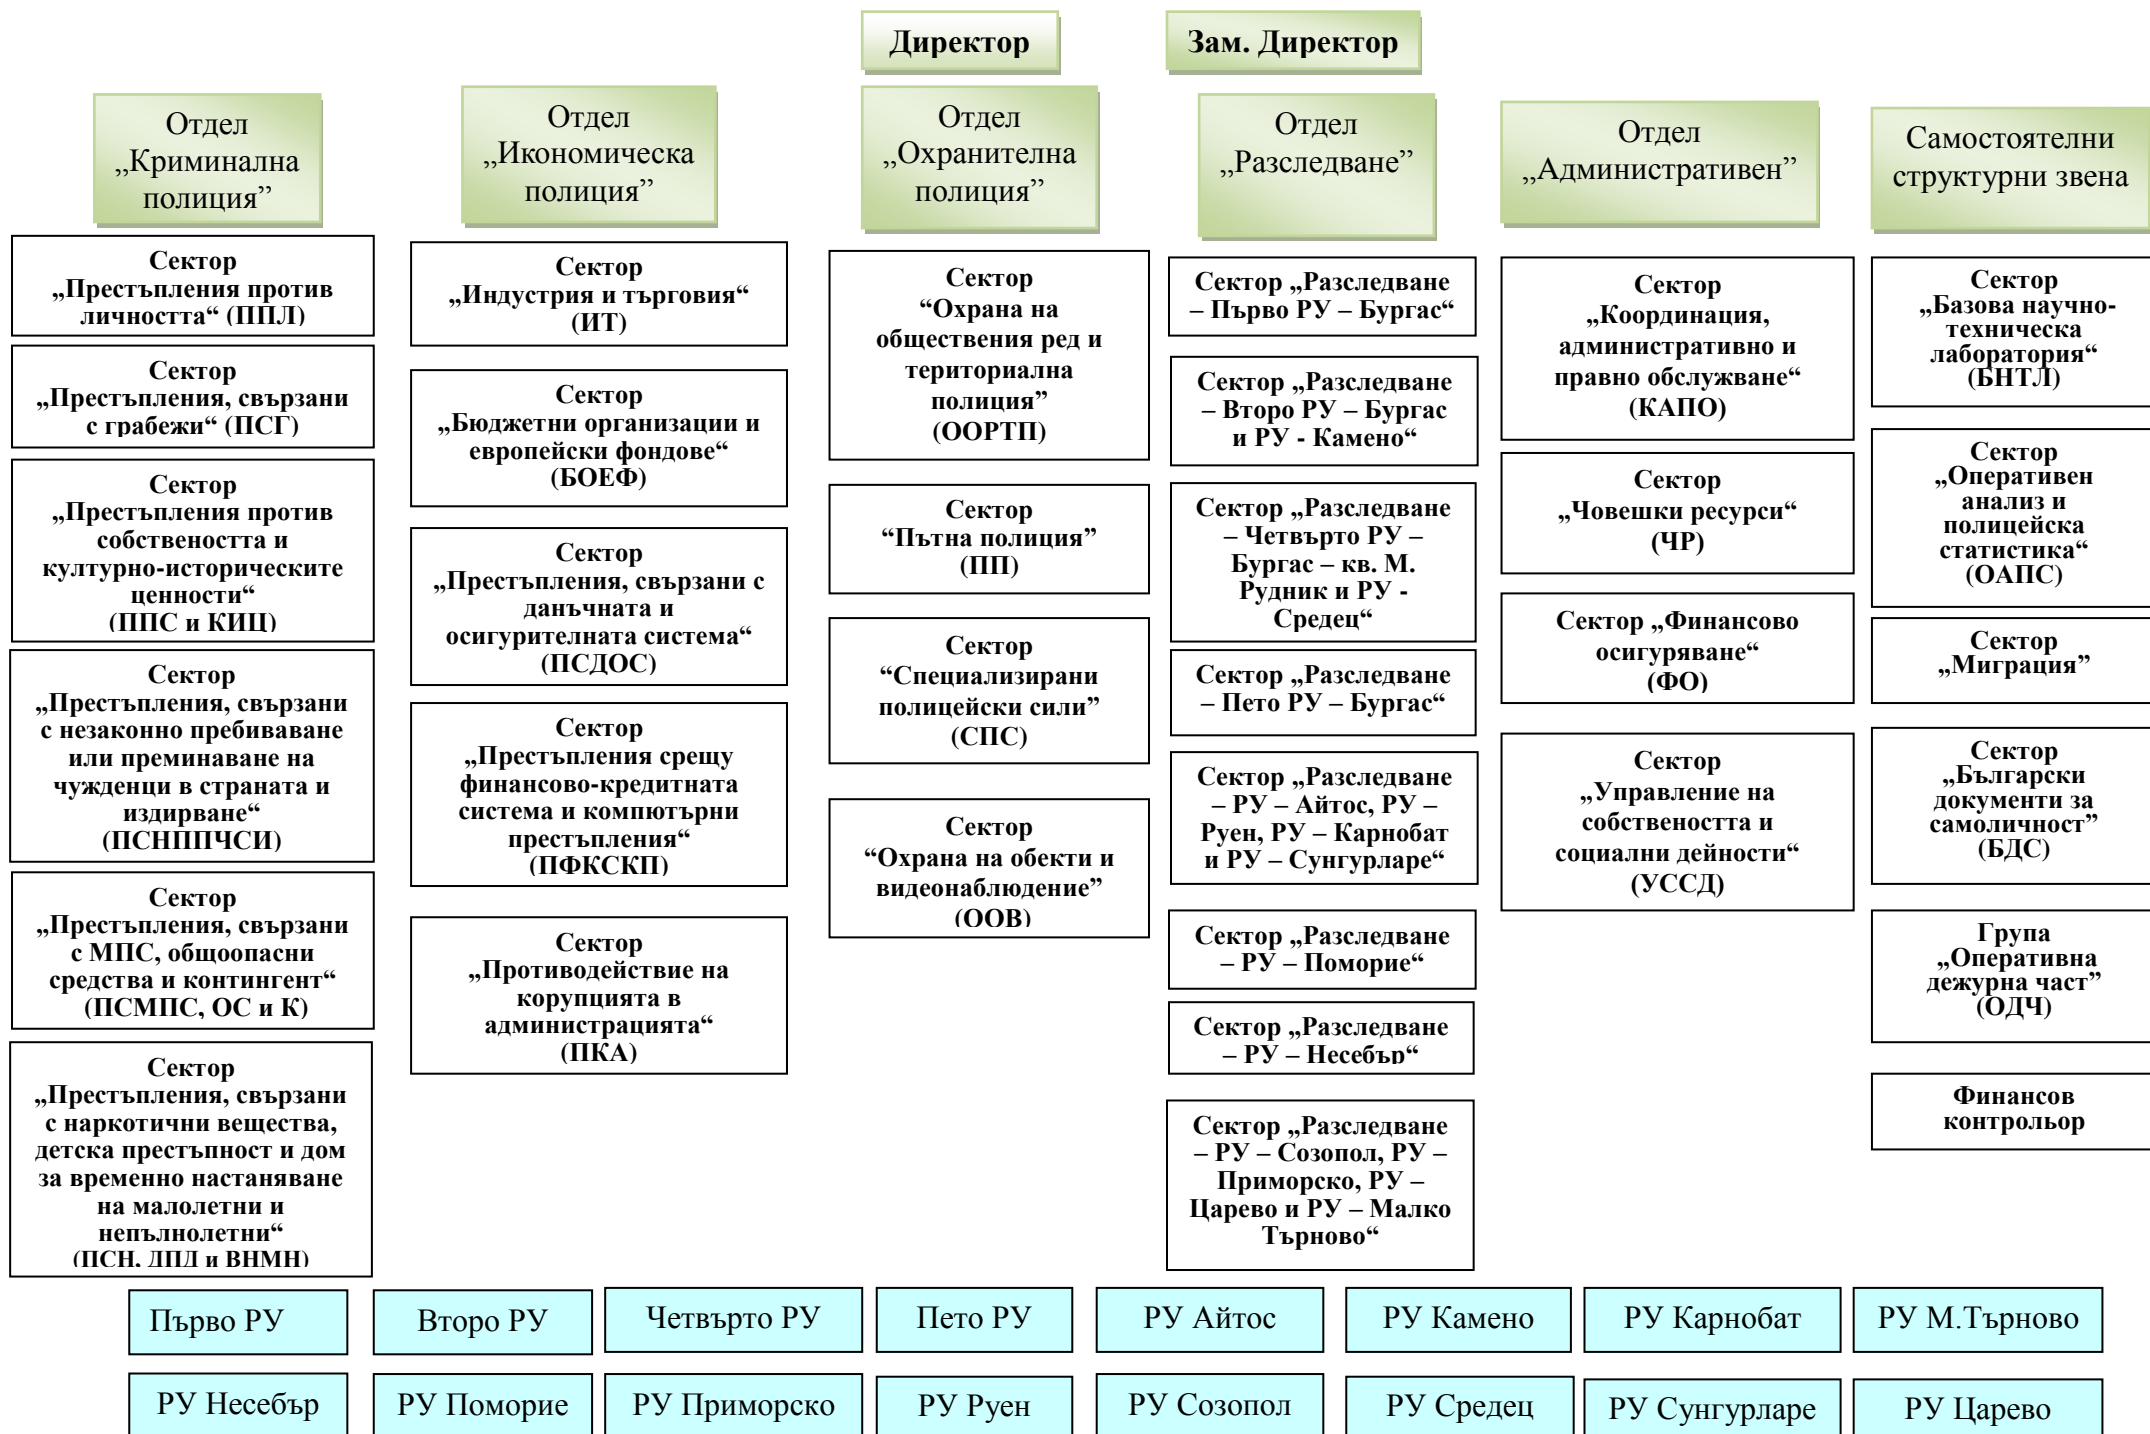 Директор
Зам. Директор
Отдел
„Криминална
полиция”
Сектор
„Престъпления против
личността“ (ППЛ)
Сектор
„Престъпления, свързани
с грабежи“ (ПСГ)
Сектор
„Престъпления против
собствеността и
културно-историческите
ценности“
(ППС и КИЦ)
Сектор
„Престъпления, свързани
с незаконно пребиваване
или преминаване на
чужденци в страната и
издирване“
(ПСНППЧСИ)
Сектор
„Престъпления, свързани
с МПС, общоопасни
средства и контингент“
(ПСМПС, ОС и К)
Сектор
„Престъпления, свързани
с наркотични вещества,
детска престъпност и дом
за временно настаняване
на малолетни и
непълнолетни“
(ПСН, ДПД и ВНМН)
Отдел
„Икономическа
полиция”
Сектор
„Индустрия и търговия“
(ИТ)
Сектор
„Бюджетни организации и
европейски фондове“
(БОЕФ)
Сектор
„Престъпления, свързани с
данъчната и
осигурителната система“
(ПСДОС)
Сектор
„Престъпления срещу
финансово-кредитната
система и компютърни
престъпления“
(ПФКСКП)
Сектор
„Противодействие на
корупцията в
администрацията“
(ПКА)
Отдел
„Охранителна
полиция”
Сектор
“Охрана на
обществения ред и
териториална
полиция”
(ООРТП)
Сектор
“Пътна полиция”
(ПП)
Сектор
“Специализирани
полицейски сили”
(СПС)
Сектор
“Охрана на обекти и
видеонаблюдение”
(ООВ)
Отдел
„Разследване”
Сектор „Разследване
– Първо РУ – Бургас“
Сектор „Разследване
– Второ РУ – Бургас
и РУ - Камено“
Сектор „Разследване
– Четвърто РУ –
Бургас – кв. М.
Рудник и РУ -
Средец“
Сектор „Разследване
– Пето РУ – Бургас“
Сектор „Разследване
– РУ – Айтос, РУ –
Руен, РУ – Карнобат
и РУ – Сунгурларе“
Сектор „Разследване
– РУ – Поморие“
Сектор „Разследване
– РУ – Несебър“
Сектор „Разследване
– РУ – Созопол, РУ –
Приморско, РУ –
Царево и РУ – Малко
Търново“
Отдел
„Административен”
Сектор
„Координация,
административно и
правно обслужване“
(КАПО)
Сектор
„Човешки ресурси“
(ЧР)
Сектор „Финансово
осигуряване“
(ФО)
Сектор
„Управление на
собствеността и
социални дейности“
(УССД)
Самостоятелни
структурни звена
Сектор
„Базова научно-
техническа
лаборатория“
(БНТЛ)
Сектор
„Оперативен
анализ и
полицейска
статистика“
(ОАПС)
Сектор
„Миграция”
Сектор
„Български
документи за
самоличност”
(БДС)
Група
„Оперативна
дежурна част”
(ОДЧ)
Финансов
контрольор
Първо РУ
Второ РУ
Четвърто РУ
Пето РУ
РУ Айтос
РУ Камено
РУ Карнобат
РУ М.Търново
РУ Несебър
РУ Поморие
РУ Приморско
РУ Руен
РУ Созопол
РУ Средец
РУ Сунгурларе
РУ Царево